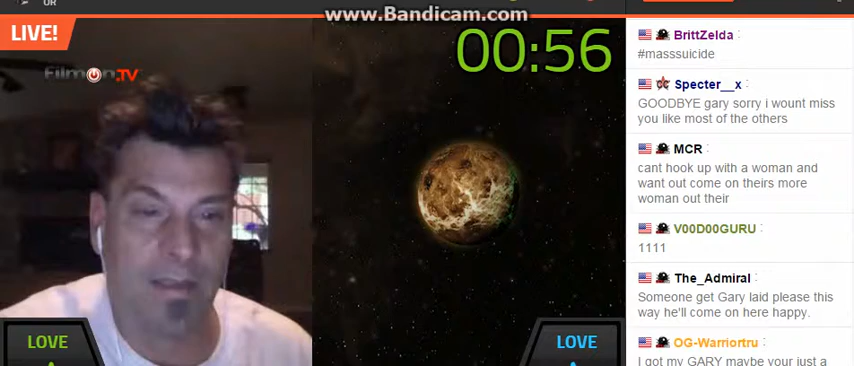 UR
www.Bandicam.com
LIVE!
FilmOn.TV
00:56
LOVE
LOVE
BrittZelda :
#masssuicide
Specter__x :
GOODBYE gary sorry i wount miss
you like most of the others
MCR :
cant hook up with a woman and
want out come on theirs more
woman out their
V00D00GURU :
1111
The_Admiral :
Someone get Gary laid please this
way he'll come on here happy.
OG-Warriortru :
I got my GARY maybe your just a